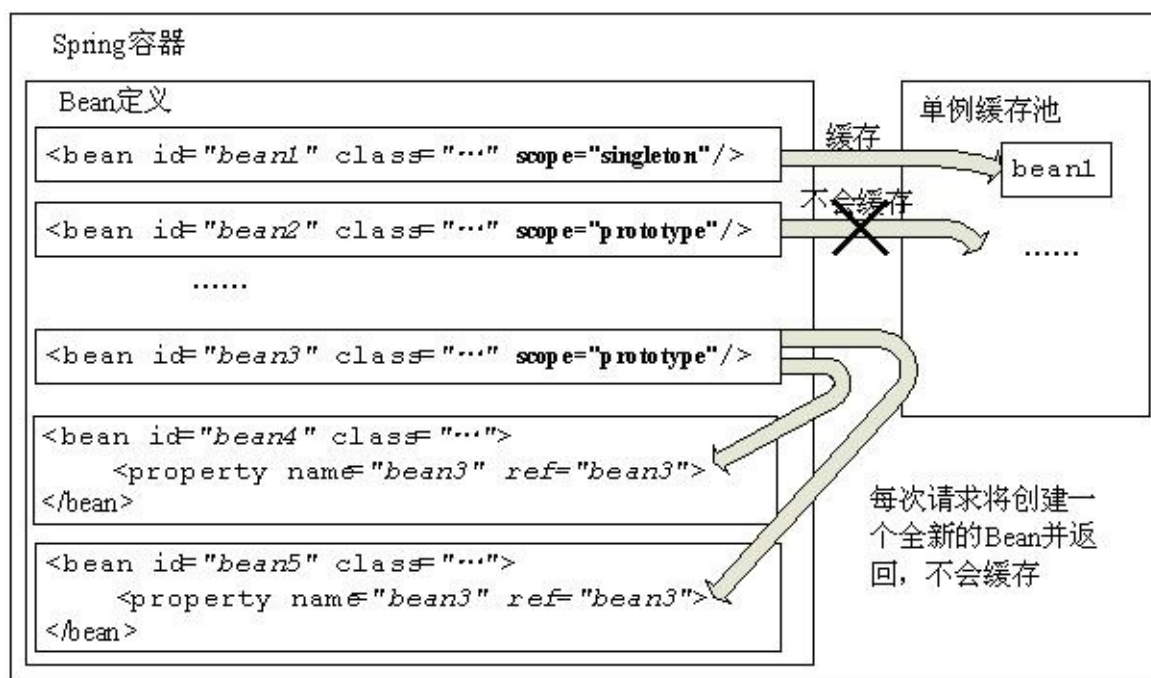 Spring容器
Bean定义
单例缓存池
<bean id="bean1" class="…" scope="singleton"/>
缓存
bean1
不会缓存
<bean id="bean2" class="…" scope="prototype"/>
……
……
<bean id="bean3" class="…" scope="prototype"/>
<bean id="bean4" class="…">
<property name="bean3" ref="bean3">
</bean>
<bean id="bean5" class="…">
<property name="bean3" ref="bean3">
</bean>
每次请求将创建一
个全新的Bean并返
回，不会缓存